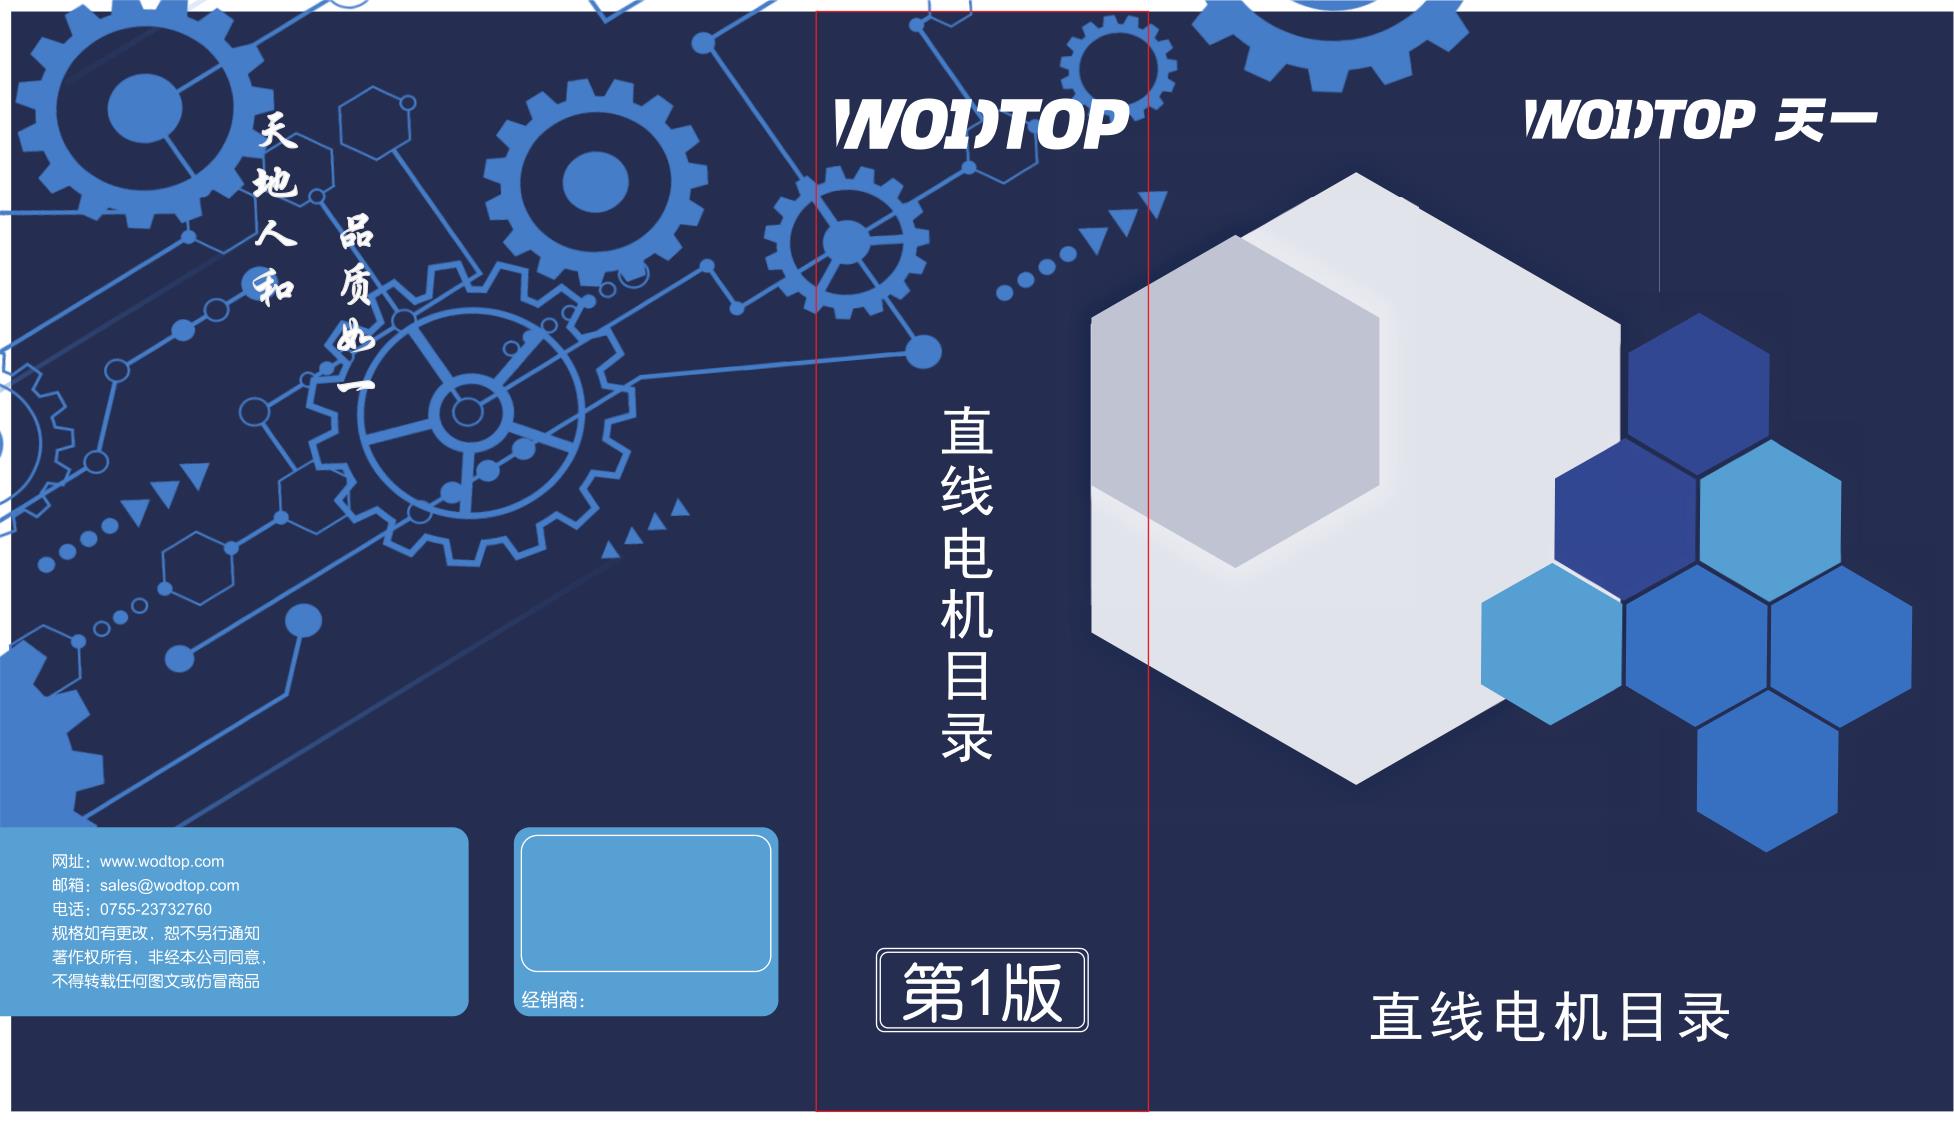 天地人和
品质如一
网址：www.wodtop.com
邮箱：sales@wodtop.com
电话：0755-23732760
规格如有更改，恕不另行通知
著作权所有，非经本公司同意，
不得转载任何图文或仿冒商品
经销商：
WODTOP
直线电机目录
第1版
WODTOP 天一
直线电机目录